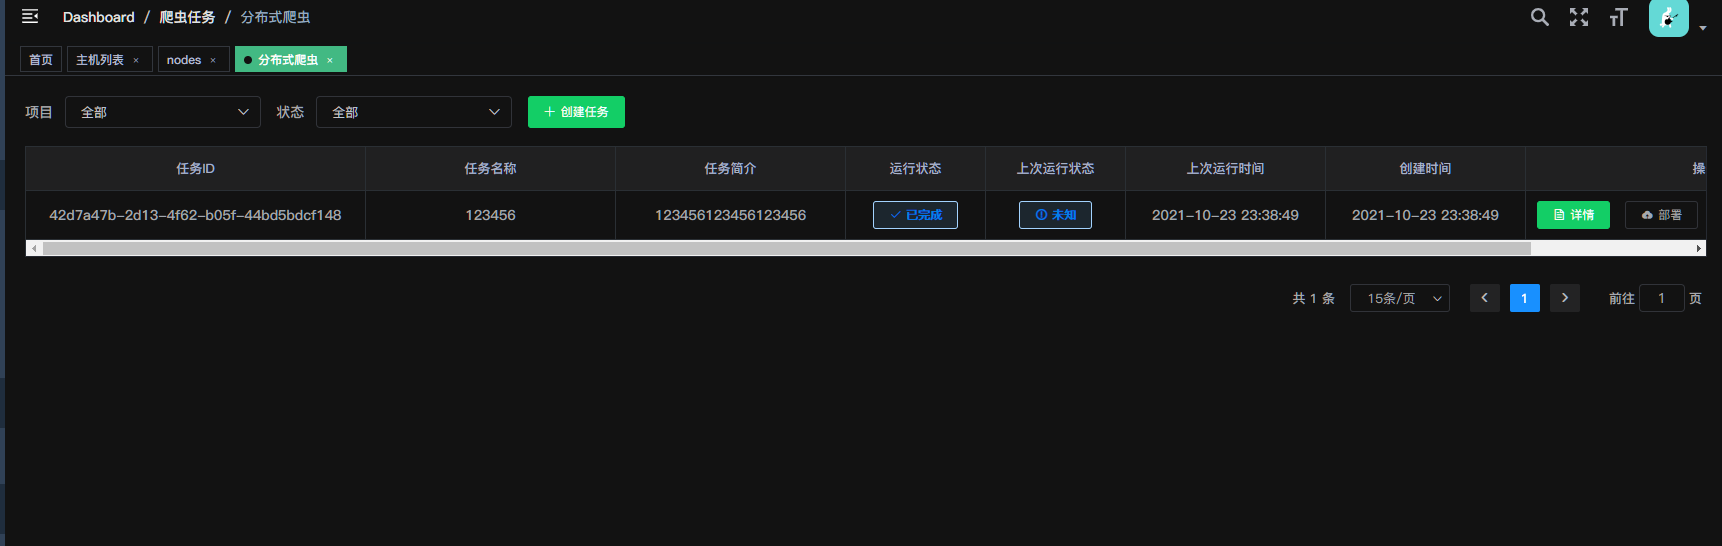 Dashboard / 爬虫任务 / 分布式爬虫
首页 主机列表 × nodes × 分布式爬虫 ×
项目 全部 状态 全部 + 创建任务
任务ID 任务名称 任务简介 运行状态 上次运行状态 上次运行时间 创建时间 操
42d7a47b-2d13-4f62-b05f-44bd5bdcf148 123456 123456123456123456 已完成 未知 2021-10-23 23:38:49 2021-10-23 23:38:49 详情 部署
共 1 条 15条/页 1 前往 1 页